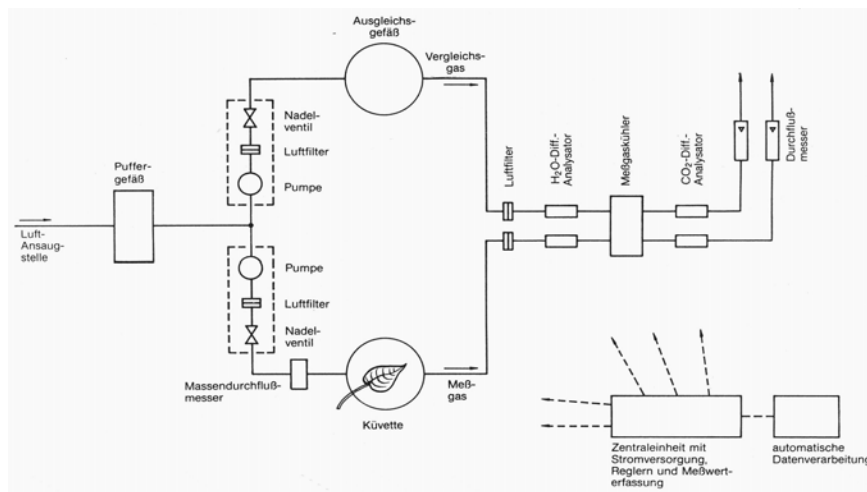 Ausgleichs-
gefäß
Vergleichs-
gas
Nadel-
ventil
Luftfilter
Pumpe
Puffer-
gefäß
Luft-
Ansaug-
stelle
Pumpe
Luftfilter
Nadel-
ventil
Massendurchfluß-
messer
Küvette
Meß-
gas
Luftfilter
H₂O-Diff.-
Analysator
Meßgaskühler
CO₂-Diff.-
Analysator
Durchfluß-
messer
Zentraleinheit mit
Stromversorgung,
Reglern und Meßwert-
erfassung
automatische
Datenverarbeitung